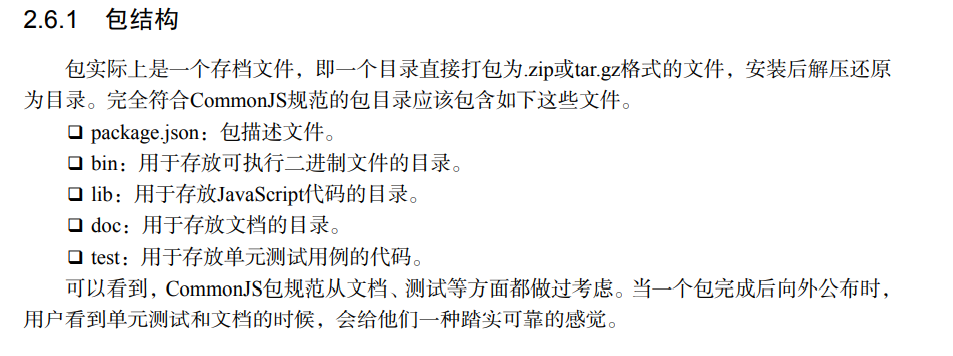 2.6.1 包结构
包实际上是一个存档文件，即一个目录直接打包为.zip或tar.gz格式的文件，安装后解压还原
为目录。完全符合CommonJS规范的包目录应该包含如下这些文件。
❑ package.json：包描述文件。
❑ bin：用于存放可执行二进制文件的目录。
❑ lib：用于存放JavaScript代码的目录。
❑ doc：用于存放文档的目录。
❑ test：用于存放单元测试用例的代码。
可以看到，CommonJS包规范从文档、测试等方面都做过考虑。当一个包完成后向外公布时，
用户看到单元测试和文档的时候，会给他们一种踏实可靠的感觉。